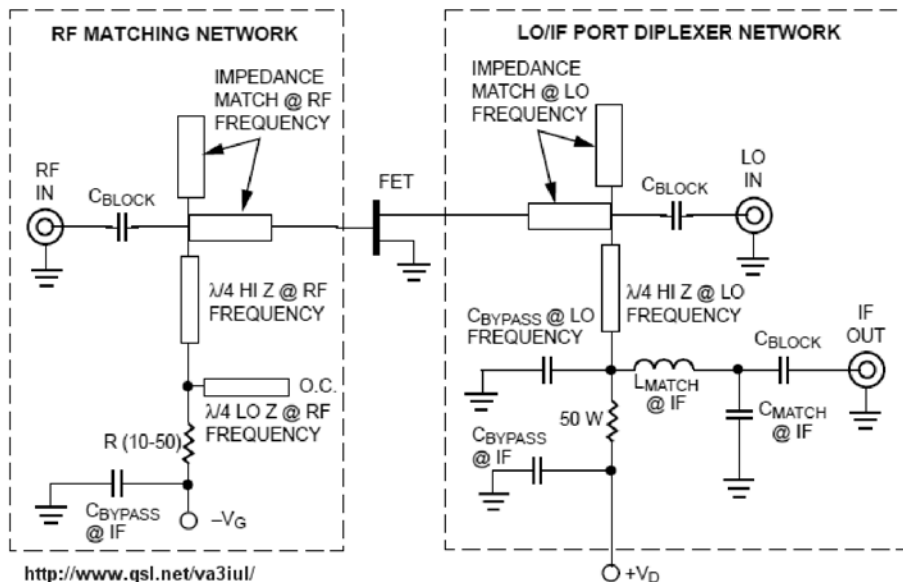 RF MATCHING NETWORK
LO/IF PORT DIPLEXER NETWORK
IMPEDANCE
MATCH @ RF
FREQUENCY
RF
IN
CBLOCK
λ/4 HI Z @ RF
FREQUENCY
O.C.
λ/4 LO Z @ RF
FREQUENCY
R (10-50)
CBYPASS
@ IF
–VG
FET
IMPEDANCE
MATCH @ LO
FREQUENCY
CBLOCK
LO
IN
λ/4 HI Z @ LO
FREQUENCY
CBYPASS @ LO
FREQUENCY
IF
OUT
CBLOCK
LMATCH
@ IF
CMATCH
@ IF
50 W
CBYPASS
@ IF
+VD
http://www.qsl.net/va3iul/